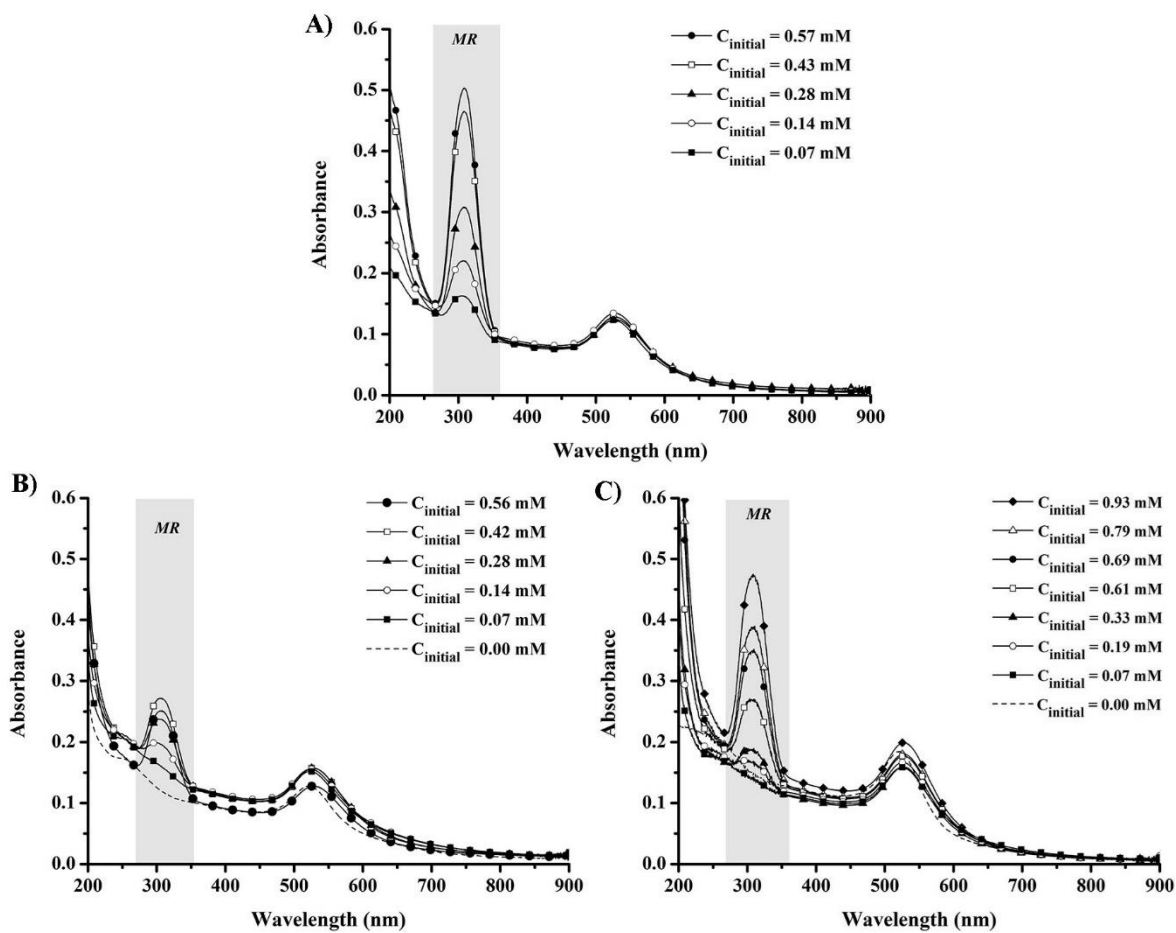 A)
MR
C_initial = 0.57 mM
C_initial = 0.43 mM
C_initial = 0.28 mM
C_initial = 0.14 mM
C_initial = 0.07 mM
0.6
0.5
0.4
0.3
0.2
0.1
0.0
Absorbance
200 300 400 500 600 700 800 900
Wavelength (nm)
B)
MR
C_initial = 0.56 mM
C_initial = 0.42 mM
C_initial = 0.28 mM
C_initial = 0.14 mM
C_initial = 0.07 mM
C_initial = 0.00 mM
0.6
0.5
0.4
0.3
0.2
0.1
0.0
Absorbance
200 300 400 500 600 700 800 900
Wavelength (nm)
C)
MR
C_initial = 0.93 mM
C_initial = 0.79 mM
C_initial = 0.69 mM
C_initial = 0.61 mM
C_initial = 0.33 mM
C_initial = 0.19 mM
C_initial = 0.07 mM
C_initial = 0.00 mM
0.6
0.5
0.4
0.3
0.2
0.1
0.0
Absorbance
200 300 400 500 600 700 800 900
Wavelength (nm)